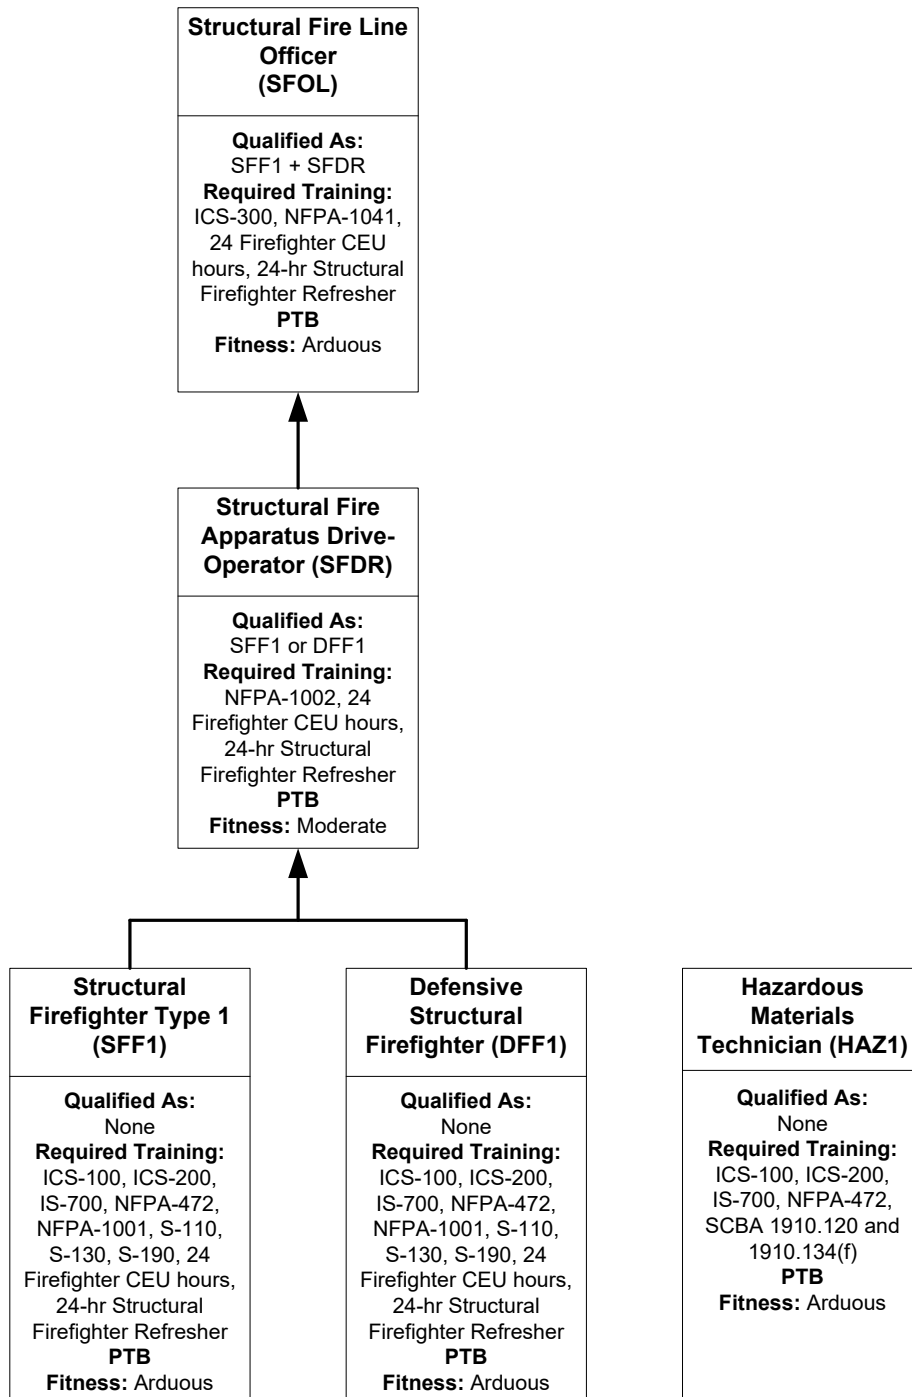 Structural Fire Line
Officer
(SFOL)
Qualified As:
SFF1 + SFDR
Required Training:
ICS-300, NFPA-1041,
24 Firefighter CEU
hours, 24-hr Structural
Firefighter Refresher
PTB
Fitness: Arduous
Structural Fire
Apparatus Drive-
Operator (SFDR)
Qualified As:
SFF1 or DFF1
Required Training:
NFPA-1002, 24
Firefighter CEU hours,
24-hr Structural
Firefighter Refresher
PTB
Fitness: Moderate
Structural
Firefighter Type 1
(SFF1)
Qualified As:
None
Required Training:
ICS-100, ICS-200,
IS-700, NFPA-472,
NFPA-1001, S-110,
S-130, S-190, 24
Firefighter CEU hours,
24-hr Structural
Firefighter Refresher
PTB
Fitness: Arduous
Defensive
Structural
Firefighter (DFF1)
Qualified As:
None
Required Training:
ICS-100, ICS-200,
IS-700, NFPA-472,
NFPA-1001, S-110,
S-130, S-190, 24
Firefighter CEU hours,
24-hr Structural
Firefighter Refresher
PTB
Fitness: Arduous
Hazardous
Materials
Technician (HAZ1)
Qualified As:
None
Required Training:
ICS-100, ICS-200,
IS-700, NFPA-472,
SCBA 1910.120 and
1910.134(f)
PTB
Fitness: Arduous